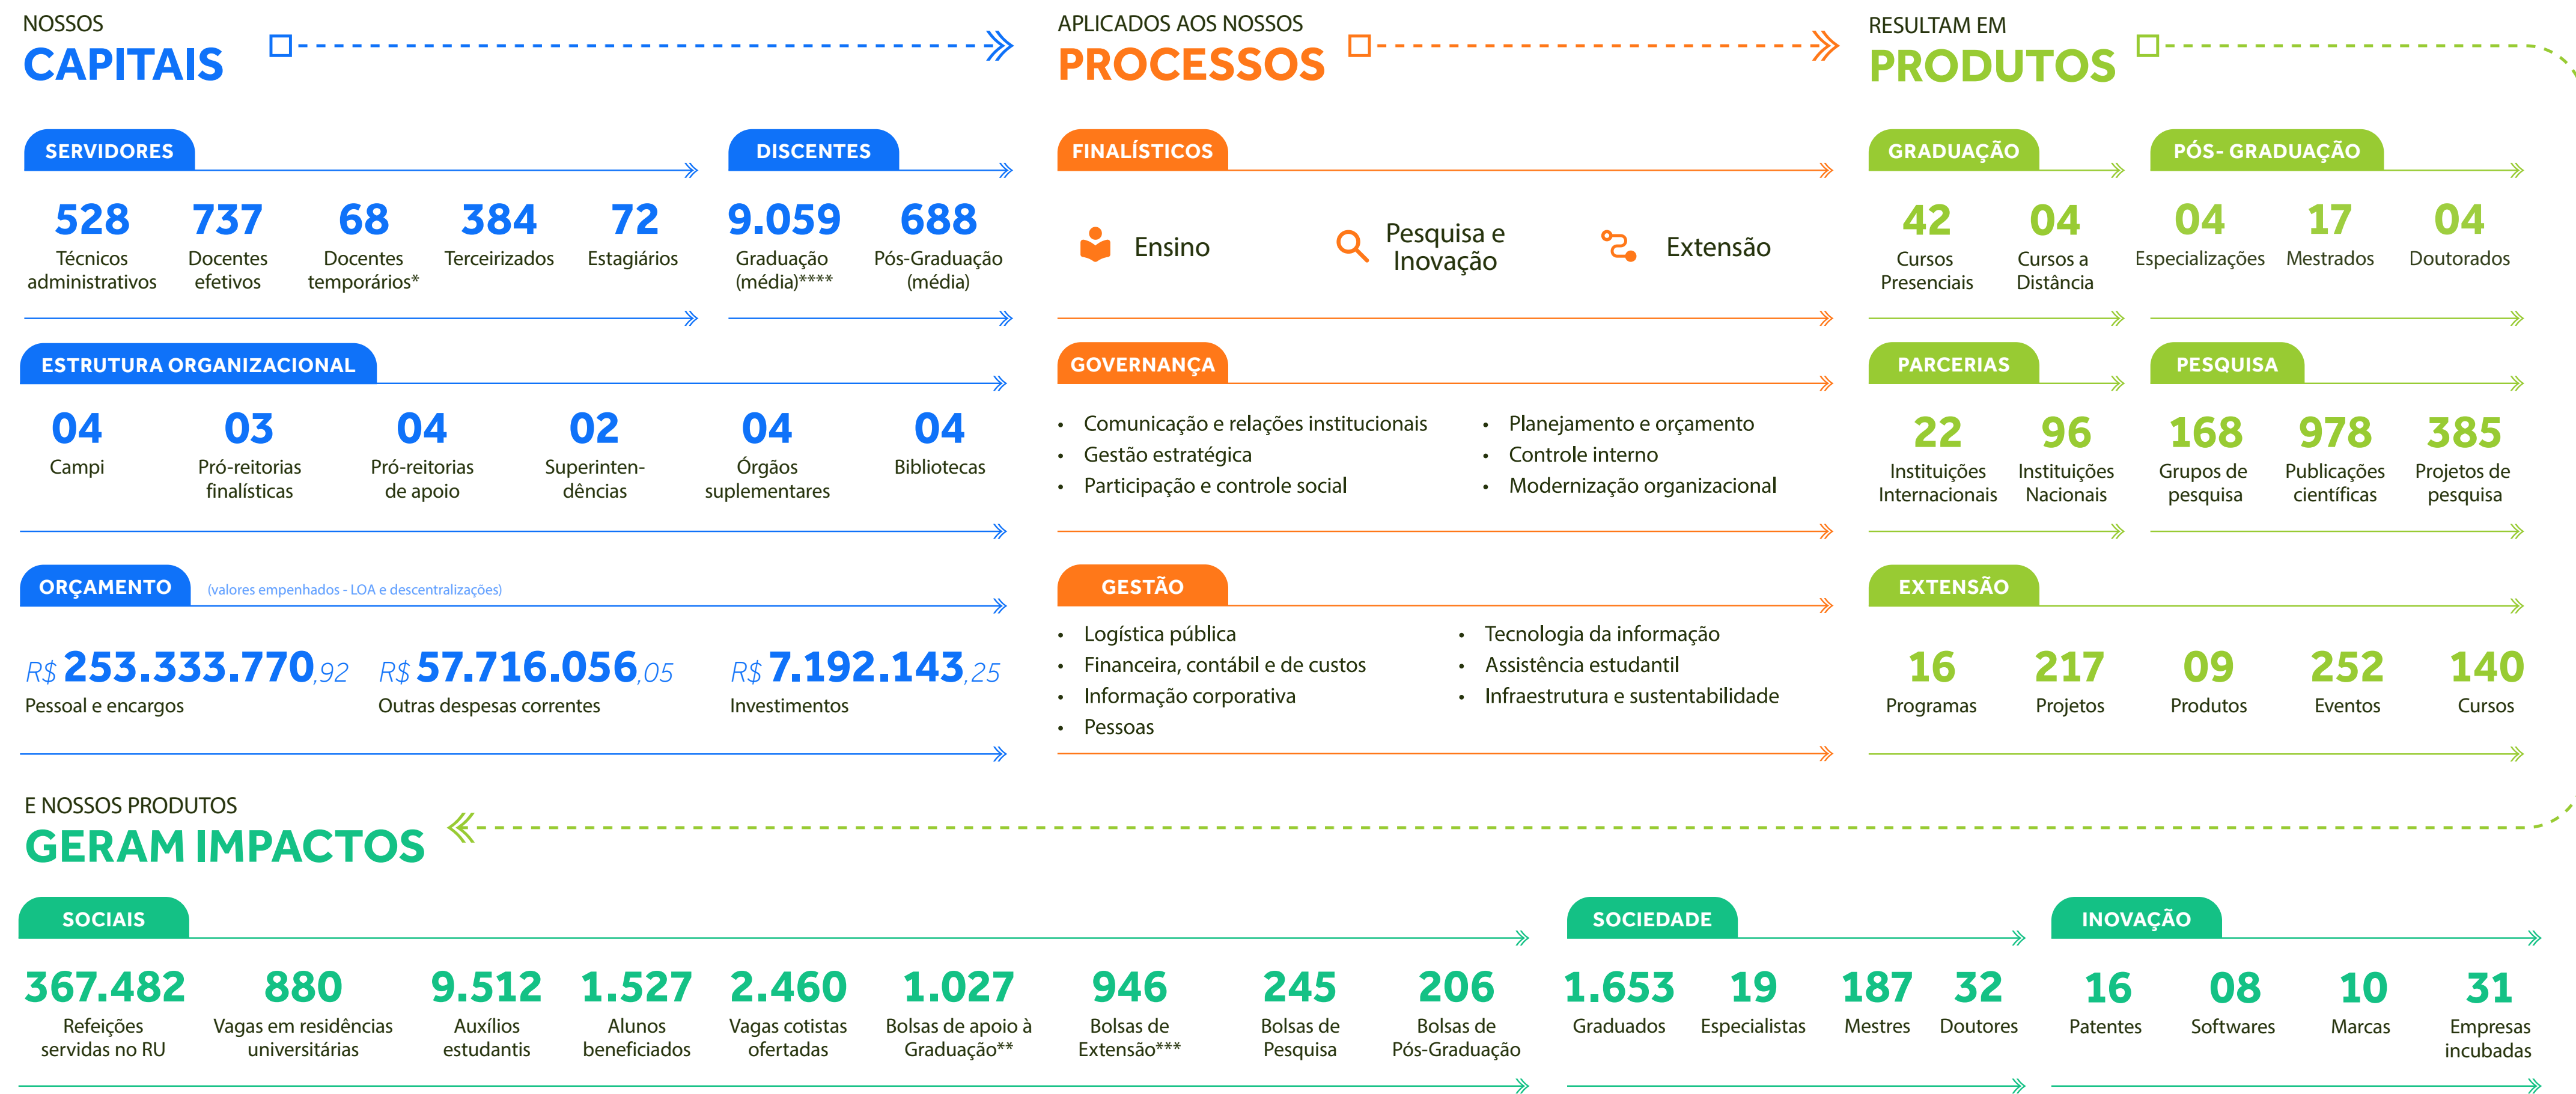 NOSSOS
CAPITAIS
SERVIDORES
528
Técnicos
administrativos
737
Docentes
efetivos
68
Docentes
temporários*
384
Terceirizados
72
Estagiários
DISCENTES
9.059
Graduação
(média)****
688
Pós-Graduação
(média)
ESTRUTURA ORGANIZACIONAL
04
Campi
03
Pró-reitorias
finalísticas
04
Pró-reitorias
de apoio
02
Superinten-
dências
04
Órgãos
suplementares
04
Bibliotecas
ORÇAMENTO (valores empenhados - LOA e descentralizações)
R$ 253.333.770,92
Pessoal e encargos
R$ 57.716.056,05
Outras despesas correntes
R$ 7.192.143,25
Investimentos
APLICADOS AOS NOSSOS
PROCESSOS
FINALÍSTICOS
Ensino
Pesquisa e
Inovação
Extensão
GOVERNANÇA
• Comunicação e relações institucionais
• Gestão estratégica
• Participação e controle social
• Planejamento e orçamento
• Controle interno
• Modernização organizacional
GESTÃO
• Logística pública
• Financeira, contábil e de custos
• Informação corporativa
• Pessoas
• Tecnologia da informação
• Assistência estudantil
• Infraestrutura e sustentabilidade
RESULTAM EM
PRODUTOS
GRADUAÇÃO
42
Cursos
Presenciais
04
Cursos a
Distância
PÓS- GRADUAÇÃO
04
Especializações
17
Mestrados
04
Doutorados
PARCERIAS
22
Instituições
Internacionais
96
Instituições
Nacionais
PESQUISA
168
Grupos de
pesquisa
978
Publicações
científicas
385
Projetos de
pesquisa
EXTENSÃO
16
Programas
217
Projetos
09
Produtos
252
Eventos
140
Cursos
E NOSSOS PRODUTOS
GERAM IMPACTOS
SOCIAIS
367.482
Refeições
servidas no RU
880
Vagas em residências
universitárias
9.512
Auxílios
estudantis
1.527
Alunos
beneficiados
2.460
Vagas cotistas
ofertadas
1.027
Bolsas de apoio à
Graduação**
946
Bolsas de
Extensão***
245
Bolsas de
Pesquisa
206
Bolsas de
Pós-Graduação
SOCIEDADE
1.653
Graduados
19
Especialistas
187
Mestres
32
Doutores
INOVAÇÃO
16
Patentes
08
Softwares
10
Marcas
31
Empresas
incubadas